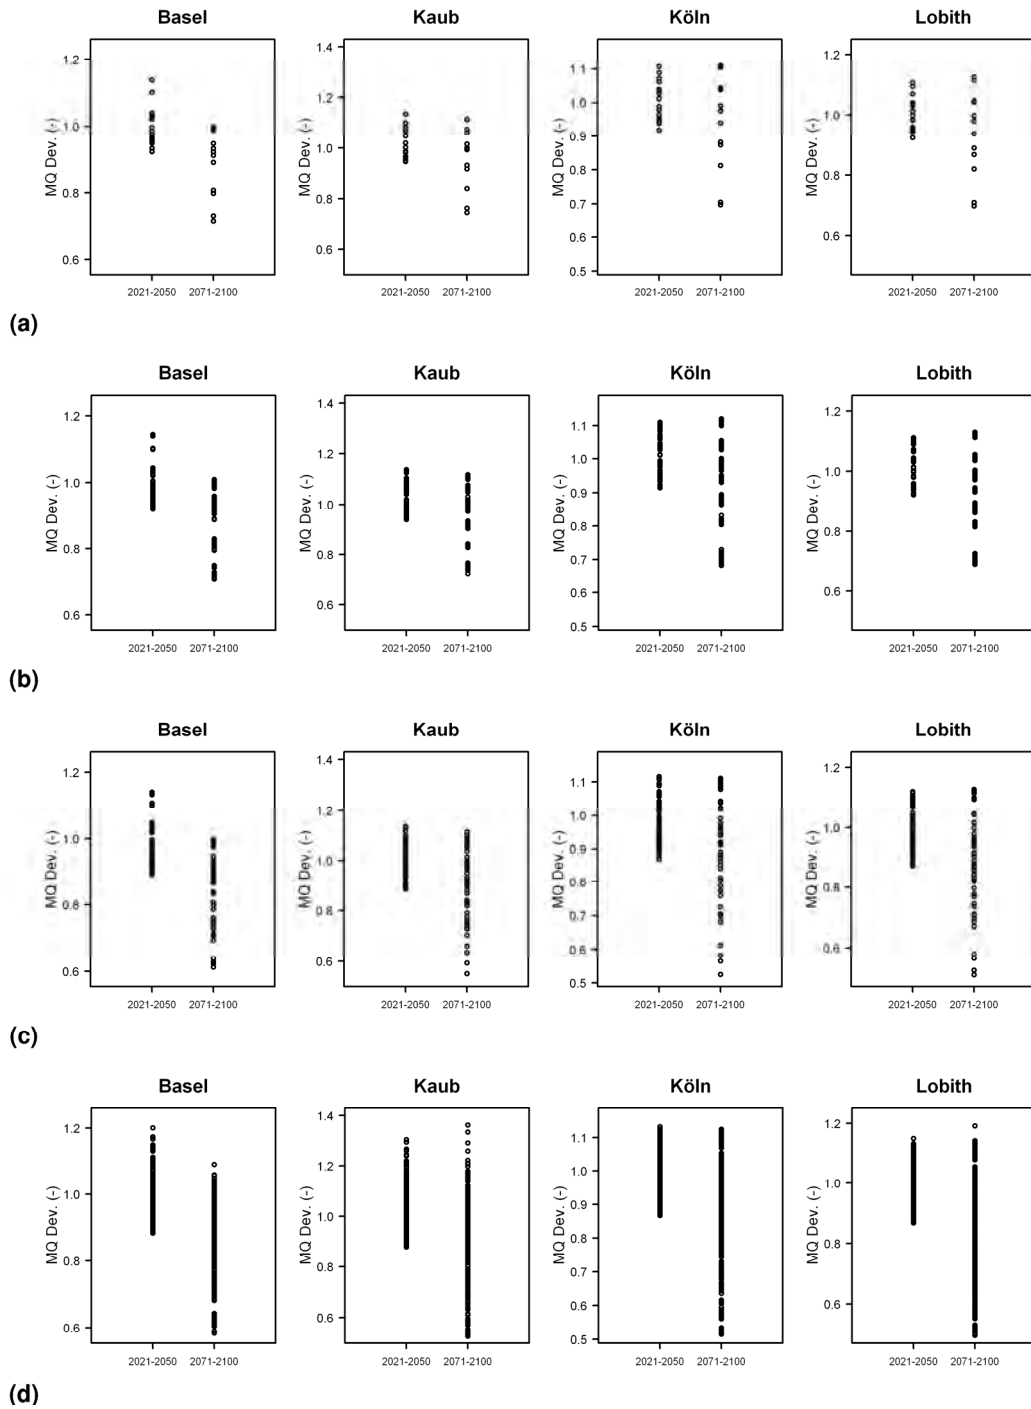 Basel Kaub Köln Lobith
MQ Dev. (-) MQ Dev. (-) MQ Dev. (-) MQ Dev. (-)
1.2 1.4 1.1 1.2
1.0 1.2 1.0 1.0
0.8 1.0 0.9 0.8
0.6 0.8 0.8 0.6
0.6 0.7
0.6
0.5
2021-2050 2071-2100 2021-2050 2071-2100 2021-2050 2071-2100 2021-2050 2071-2100
(a)
Basel Kaub Köln Lobith
MQ Dev. (-) MQ Dev. (-) MQ Dev. (-) MQ Dev. (-)
1.2 1.4 1.1 1.2
1.0 1.2 1.0 1.0
0.8 1.0 0.9 0.8
0.6 0.8 0.8 0.6
0.6 0.7
0.6
0.5
2021-2050 2071-2100 2021-2050 2071-2100 2021-2050 2071-2100 2021-2050 2071-2100
(b)
Basel Kaub Köln Lobith
MQ Dev. (-) MQ Dev. (-) MQ Dev. (-) MQ Dev. (-)
1.2 1.4 1.1 1.2
1.0 1.2 1.0 1.0
0.8 1.0 0.9 0.8
0.6 0.8 0.8 0.6
0.6 0.7
0.6
0.5
2021-2050 2071-2100 2021-2050 2071-2100 2021-2050 2071-2100 2021-2050 2071-2100
(c)
Basel Kaub Köln Lobith
MQ Dev. (-) MQ Dev. (-) MQ Dev. (-) MQ Dev. (-)
1.2 1.4 1.1 1.2
1.0 1.2 1.0 1.0
0.8 1.0 0.9 0.8
0.6 0.8 0.8 0.6
0.6 0.7
0.6
0.5
2021-2050 2071-2100 2021-2050 2071-2100 2021-2050 2071-2100 2021-2050 2071-2100
(d)